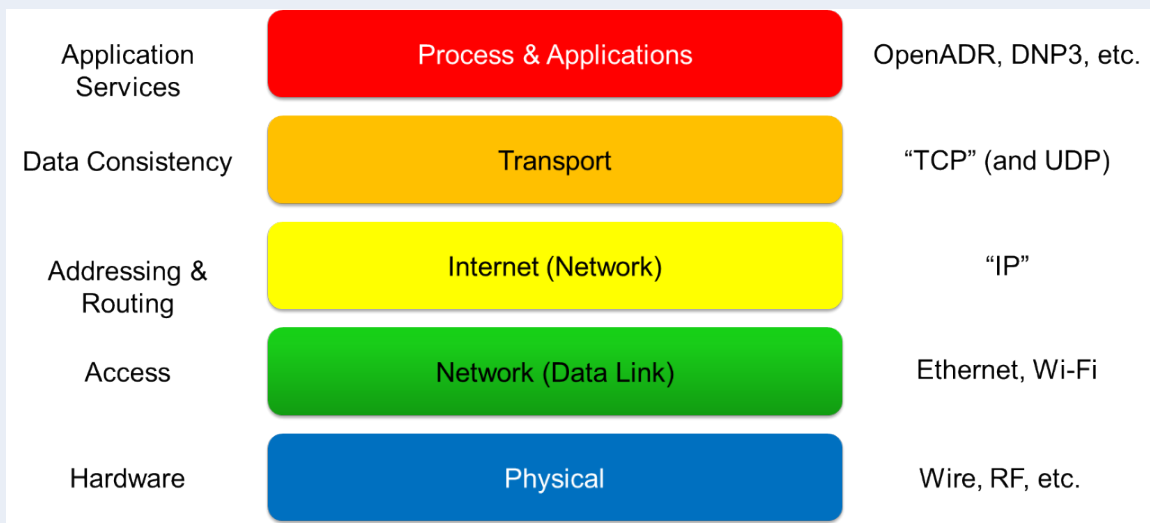 Application
Services
Process & Applications
OpenADR, DNP3, etc.
Data Consistency
Transport
“TCP” (and UDP)
Addressing &
Routing
Internet (Network)
“IP”
Access
Network (Data Link)
Ethernet, Wi-Fi
Hardware
Physical
Wire, RF, etc.